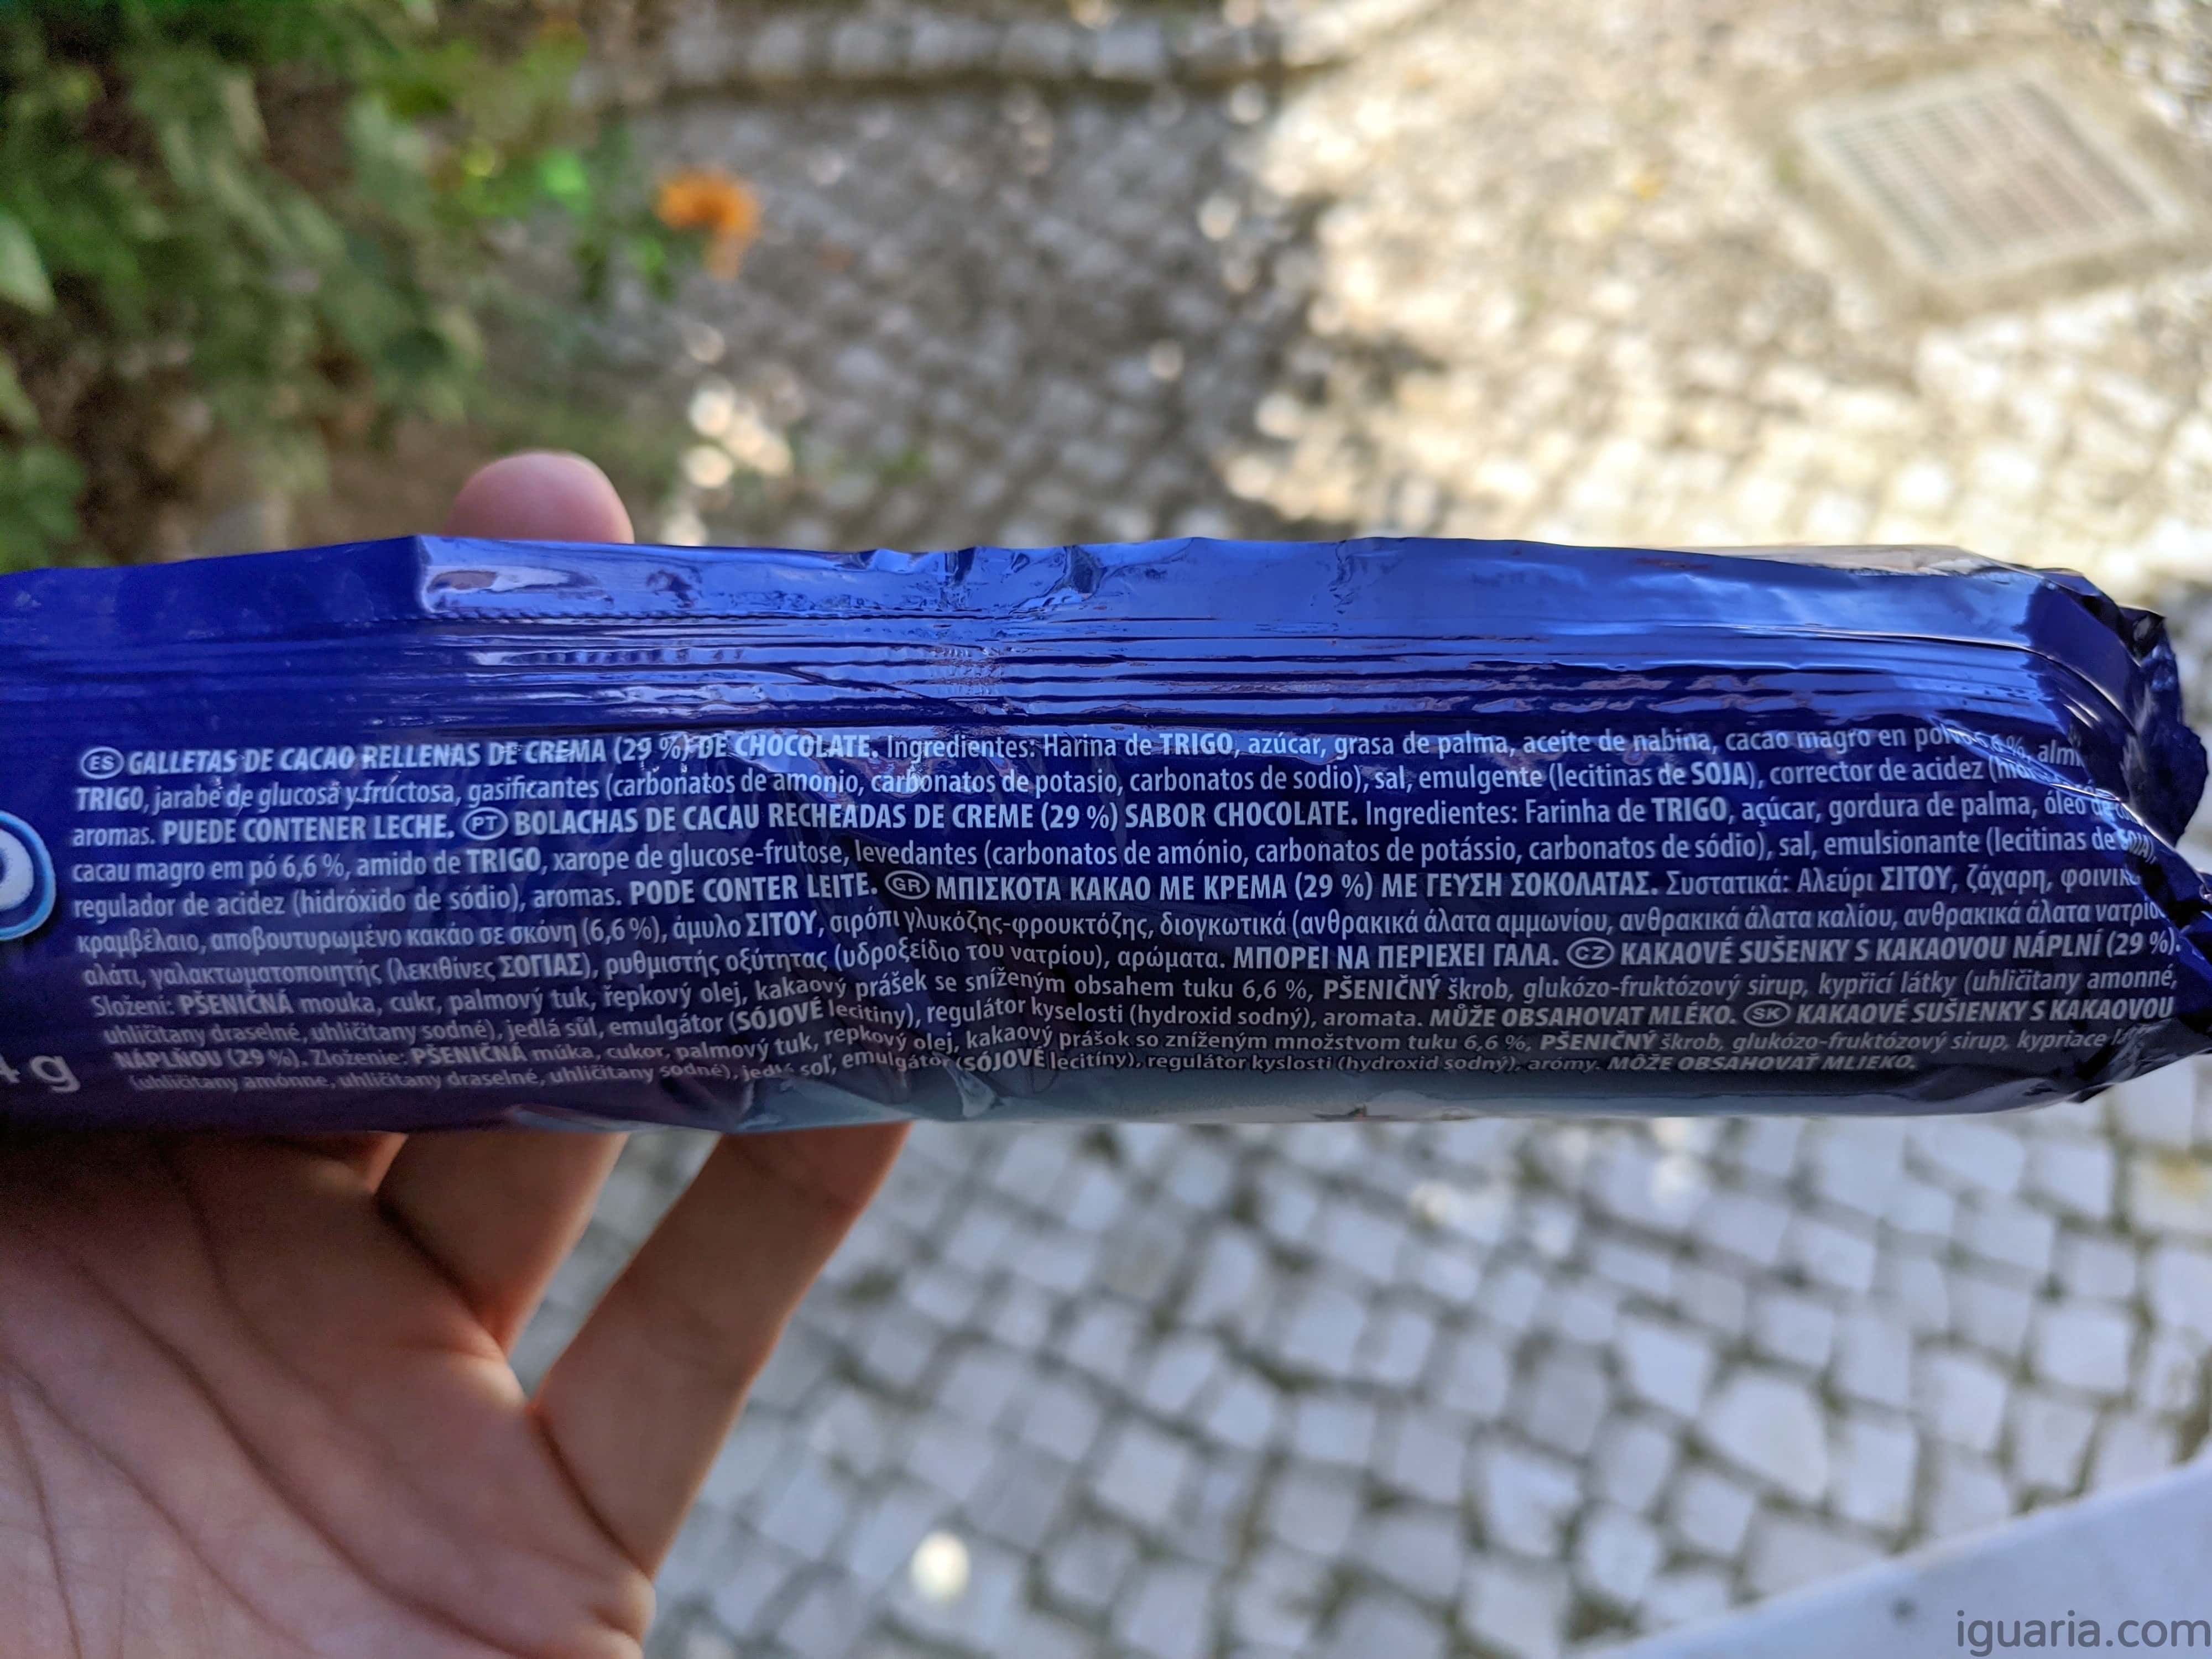 ES GALLETAS DE CACAO RELLENAS DE CREMA (29 %) DE CHOCOLATE. Ingredientes: Harina de TRIGO, azúcar, grasa de palma, aceite de nabina, cacao magro en polvo 6,6%, alm
TRIGO, jarabe de glucosa y fructosa, gasificantes (carbonatos de amonio, carbonatos de potasio, carbonatos de sodio), sal, emulgente (lecitinas de SOJA), corrector de acidez
aromas. PUEDE CONTENER LECHE. PT BOLACHAS DE CACAU RECHEADAS DE CREME (29 %) SABOR CHOCOLATE. Ingredientes: Farinha de TRIGO, açúcar, gordura de palma, óleo de
cacau magro em pó 6,6 %, amido de TRIGO, xarope de glucose-frutose, levedantes (carbonatos de amónio, carbonatos de potássio, carbonatos de sódio), sal, emulsionante (lecitinas de SOJA),
regulador de acidez (hidróxido de sódio), aromas. PODE CONTER LEITE. GR ΜΠΙΣΚΟΤΑ ΚΑΚΑΟ ΜΕ ΚΡΕΜΑ (29 %) ΜΕ ΓΕΥΣΗ ΣΟΚΟΛΑΤΑΣ. Συστατικά: Αλεύρι ΣΙΤΟΥ, ζάχαρη, φοινικ
κραμβέλαιο, αποβουτυρωμένο κακάο σε σκόνη (6,6 %), άμυλο ΣΙΤΟΥ, σιρόπι γλυκόζης-φρουκτόζης, διογκωτικά (ανθρακικά άλατα αμμωνίου, ανθρακικά άλατα καλίου, ανθρακικά άλατα νατρίο
αλάτι, γαλακτωματοποιητής (λεκιθίνες ΣΟΓΙΑΣ), ρυθμιστής οξύτητας (υδροξείδιο του νατρίου), αρώματα. ΜΠΟΡΕΙ ΝΑ ΠΕΡΙΕΧΕΙ ΓΑΛΑ. CZ KAKAOVÉ SUŠENKY S KAKAOVOU NÁPLNÍ (29 %).
Složení: PŠENIČNÁ mouka, cukr, palmový tuk, řepkový olej, kakaový prášek se sníženým obsahem tuku 6,6 %, PŠENIČNÝ škrob, glukózo-fruktózový sirup, kypřicí látky (uhličitany amonné,
uhličitany draselné, uhličitany sodné), jedlá sůl, emulgátor (SÓJOVÉ lecitiny), regulátor kyselosti (hydroxid sodný), aromata. MŮŽE OBSAHOVAT MLÉKO. SK KAKAOVÉ SUŠIENKY S KAKAOVOU
NÁPLŇOU (29 %). Zloženie: PŠENIČNÁ múka, cukor, palmový tuk, repkový olej, kakaový prášok so zníženým množstvom tuku 6,6 %, PŠENIČNÝ škrob, glukózo-fruktózový sirup, kypriace
(uhličitany amónne, uhličitany draselné, uhličitany sodné), jedlá soľ, emulgátor (SÓJOVÉ lecitíny), regulátor kyslosti (hydroxid sodný), arómy. MÔŽE OBSAHOVAŤ MLIEKO.
4 g
iguaria.com